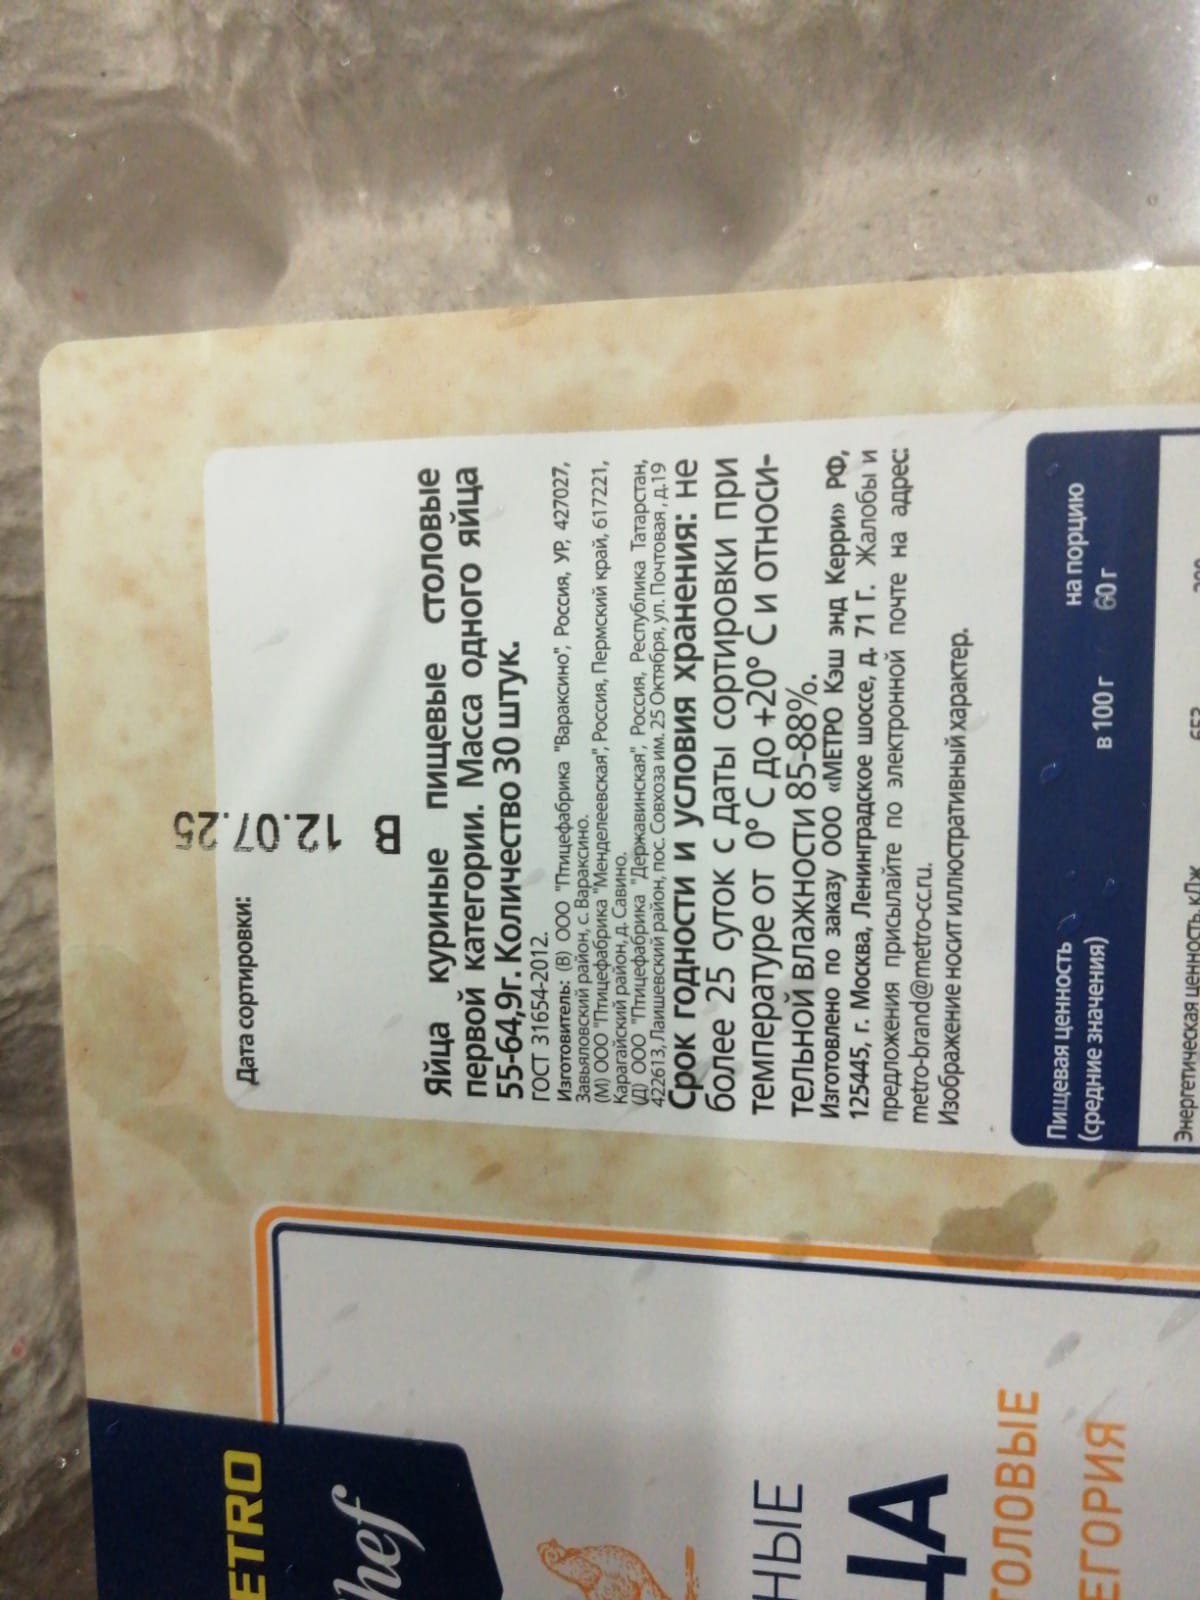 Дата сортировки:
12.07.25
В
Яйца куриные пищевые столовые
первой категории. Масса одного яйца
55-64,9г. Количество 30 штук.
ГОСТ 31654-2012.
Изготовитель: (В) ООО "Птицефабрика "Вараксино", Россия, УР, 427027,
Завьяловский район, с. Вараксино.
(М) ООО "Птицефабрика "Менделеевская", Россия, Пермский край, 617221,
Карагайский район, д. Савино.
(Д) ООО "Птицефабрика "Державинская", Россия, Республика Татарстан,
422613, Лаишевский район, пос. Совхоза им. 25 Октября, ул. Почтовая , д.19
Срок годности и условия хранения: не
более 25 суток с даты сортировки при
температуре от 0° С до +20° С и относи-
тельной влажности 85-88%.
Изготовлено по заказу ООО «МЕТРО Кэш энд Керри» РФ,
125445, г. Москва, Ленинградское шоссе, д. 71 Г. Жалобы и
предложения присылайте по электронной почте на адрес:
metro-brand@metro-cc.ru.
Изображение носит иллюстративный характер.
Пищевая ценность
(средние значения)
в 100 г
на порцию
60 г
Энергетическая ценность кДж
ETRO
hef
НЫЕ
ЦА
ТОЛОВЫЕ
ЕГОРИЯ